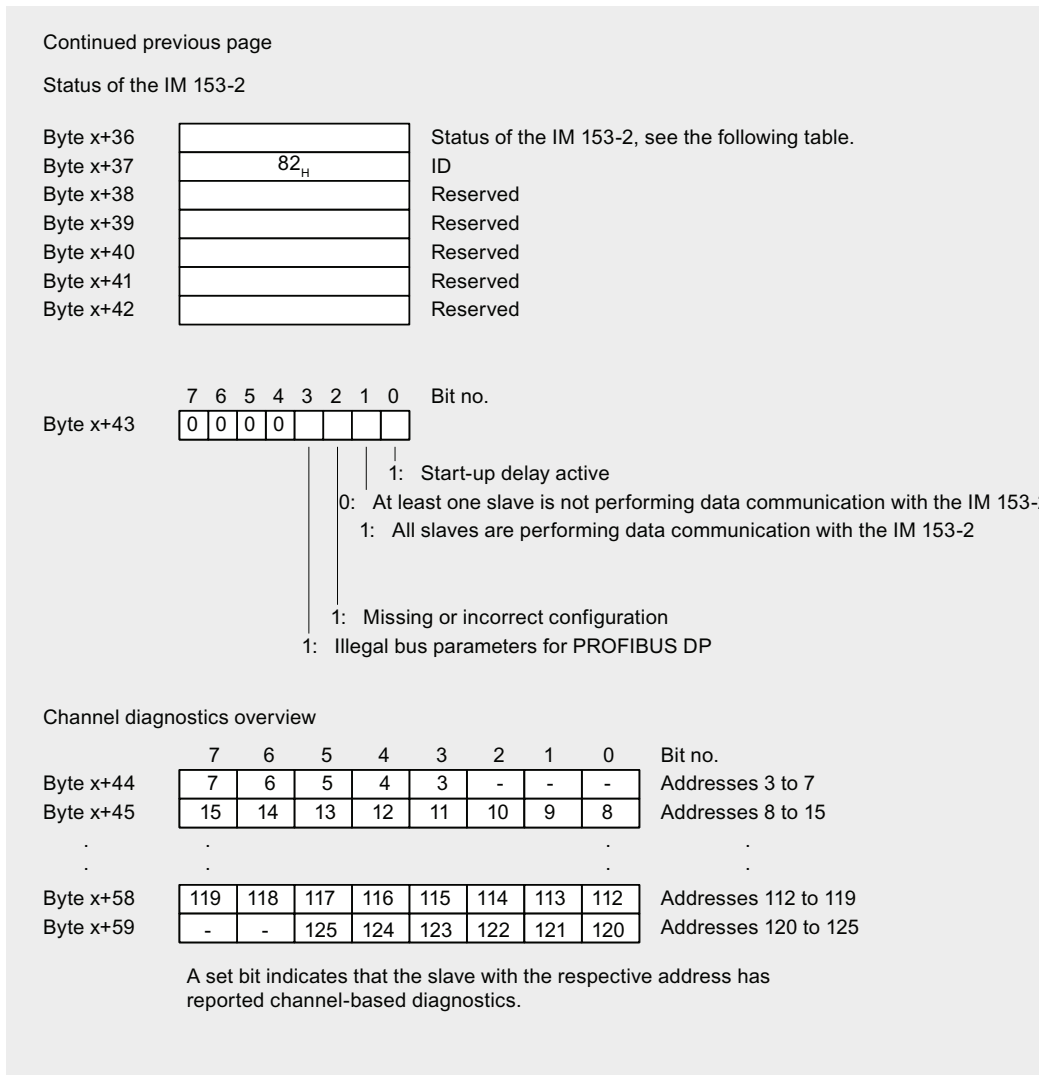 Continued previous page
Status of the IM 153-2
Byte x+36 Status of the IM 153-2, see the following table.
Byte x+37 82H ID
Byte x+38 Reserved
Byte x+39 Reserved
Byte x+40 Reserved
Byte x+41 Reserved
Byte x+42 Reserved
7 6 5 4 3 2 1 0 Bit no.
Byte x+43 0 0 0 0
1: Start-up delay active
0: At least one slave is not performing data communication with the IM 153-
1: All slaves are performing data communication with the IM 153-2
1: Missing or incorrect configuration
1: Illegal bus parameters for PROFIBUS DP
Channel diagnostics overview
7 6 5 4 3 2 1 0 Bit no.
Byte x+44 7 6 5 4 3 - - - Addresses 3 to 7
Byte x+45 15 14 13 12 11 10 9 8 Addresses 8 to 15
. . . .
. . . .
Byte x+58 119 118 117 116 115 114 113 112 Addresses 112 to 119
Byte x+59 - - 125 124 123 122 121 120 Addresses 120 to 125
A set bit indicates that the slave with the respective address has
reported channel-based diagnostics.